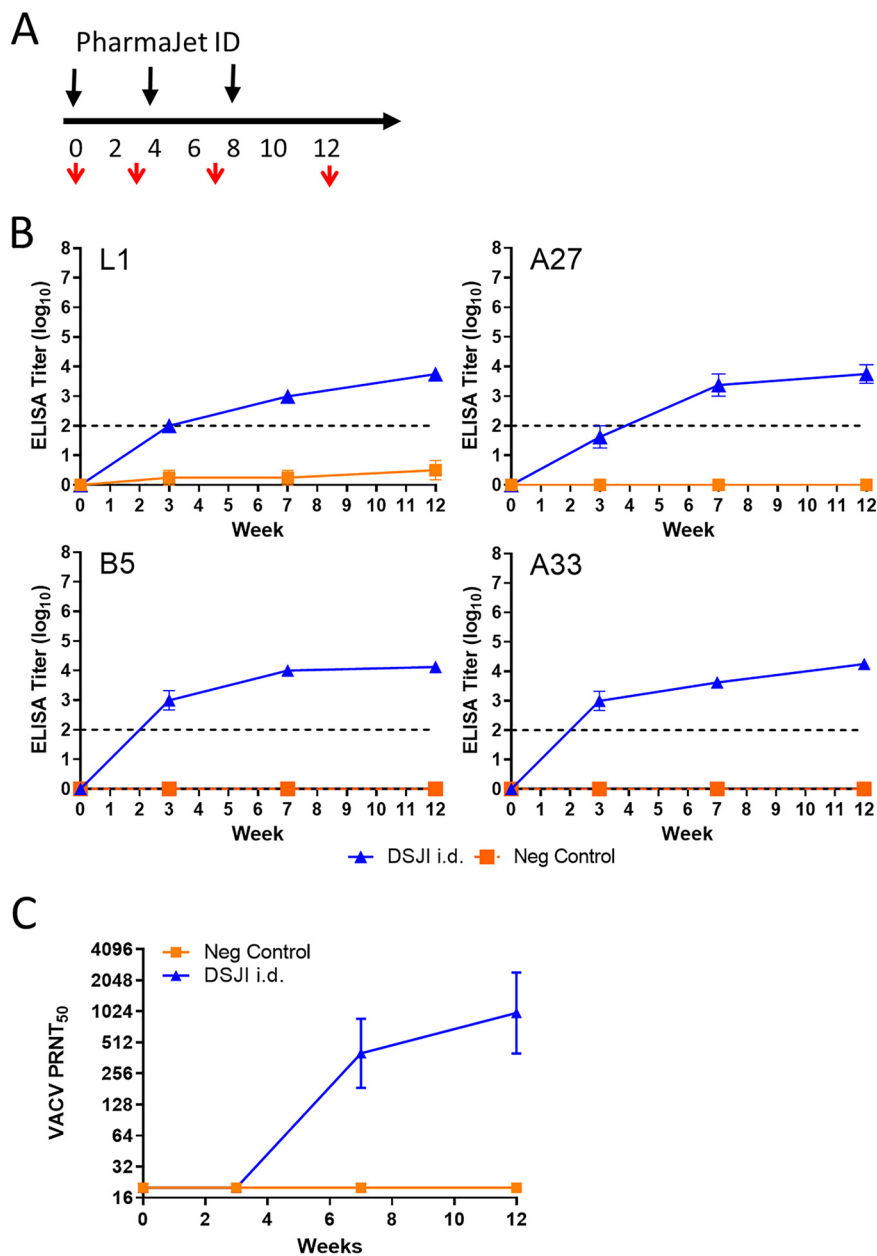 A
PharmaJet ID
0 2 4 6 8 10 12
B
L1
8
7
6
5
4
3
2
1
0
ELISA Titer (log10)
0 1 2 3 4 5 6 7 8 9 10 11 12
Week
A27
8
7
6
5
4
3
2
1
0
ELISA Titer (log10)
0 1 2 3 4 5 6 7 8 9 10 11 12
Week
B5
8
7
6
5
4
3
2
1
0
ELISA Titer (log10)
0 1 2 3 4 5 6 7 8 9 10 11 12
Week
A33
8
7
6
5
4
3
2
1
0
ELISA Titer (log10)
0 1 2 3 4 5 6 7 8 9 10 11 12
Week
DSJI i.d. Neg Control
C
Neg Control
DSJI i.d.
4096
2048
1024
512
256
128
64
32
16
VACV PRNT50
0 2 4 6 8 10 12
Weeks